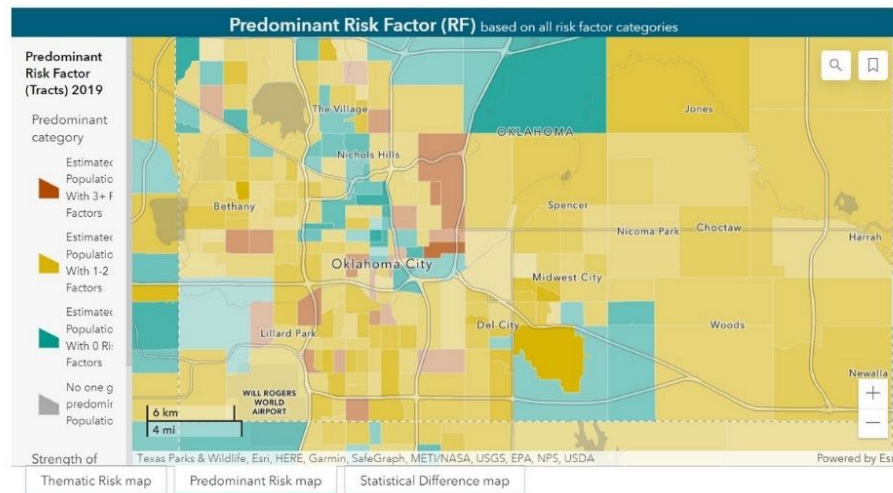 Predominant Risk Factor (RF) based on all risk factor categories
Predominant
Risk Factor
(Tracts) 2019
Predominant
category
Estimatec
Populatio
With 3+ F
Factors
Estimatec
Populatio
With 1-2
Factors
Estimatec
Populatic
With 0 Ri
Factors
No one g
predomir
Populatic
Strength of
The Village
Jones
OKLAHOMA
Nichols Hills
Bethany
Spencer
Nicoma Park
Choctaw
Harrah
Oklahoma City
Midwest City
Lillard Park
Del City
Woods
Newalla
WILL ROGERS
WORLD
AIRPORT
6 km
4 mi
+
−
Texas Parks & Wildlife, Esri, HERE, Garmin, SafeGraph, METI/NASA, USGS, EPA, NPS, USDA
Powered by Esr
Thematic Risk map
Predominant Risk map
Statistical Difference map